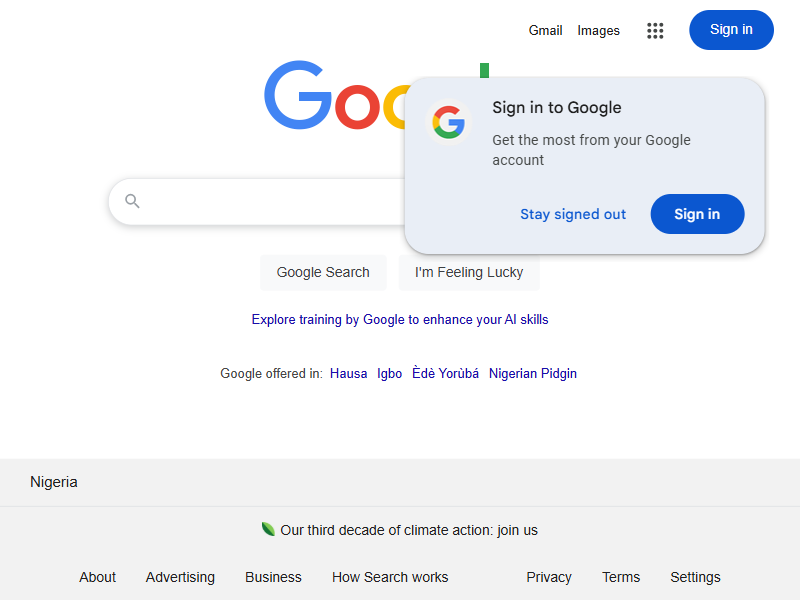 Gmail Images Sign in
Sign in to Google
Get the most from your Google
account
Stay signed out Sign in
Google Search I'm Feeling Lucky
Explore training by Google to enhance your AI skills
Google offered in: Hausa Igbo Èdè Yorùbá Nigerian Pidgin
Nigeria
Our third decade of climate action: join us
About Advertising Business How Search works Privacy Terms Settings